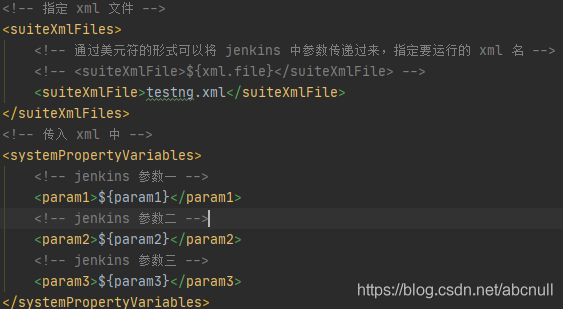 <!-- 指定 xml 文件 -->
<suiteXmlFiles>
<!-- 通过美元符的形式可以将 jenkins 中参数传递过来，指定要运行的 xml 名 -->
<!-- <suiteXmlFile>${xml.file}</suiteXmlFile> -->
<suiteXmlFile>testng.xml</suiteXmlFile>
</suiteXmlFiles>
<!-- 传入 xml 中 -->
<systemPropertyVariables>
<!-- jenkins 参数一 -->
<param1>${param1}</param1>
<!-- jenkins 参数二 -->
<param2>${param2}</param2>
<!-- jenkins 参数三 -->
<param3>${param3}</param3>
</systemPropertyVariables>
https://blog.csdn.net/abcnull